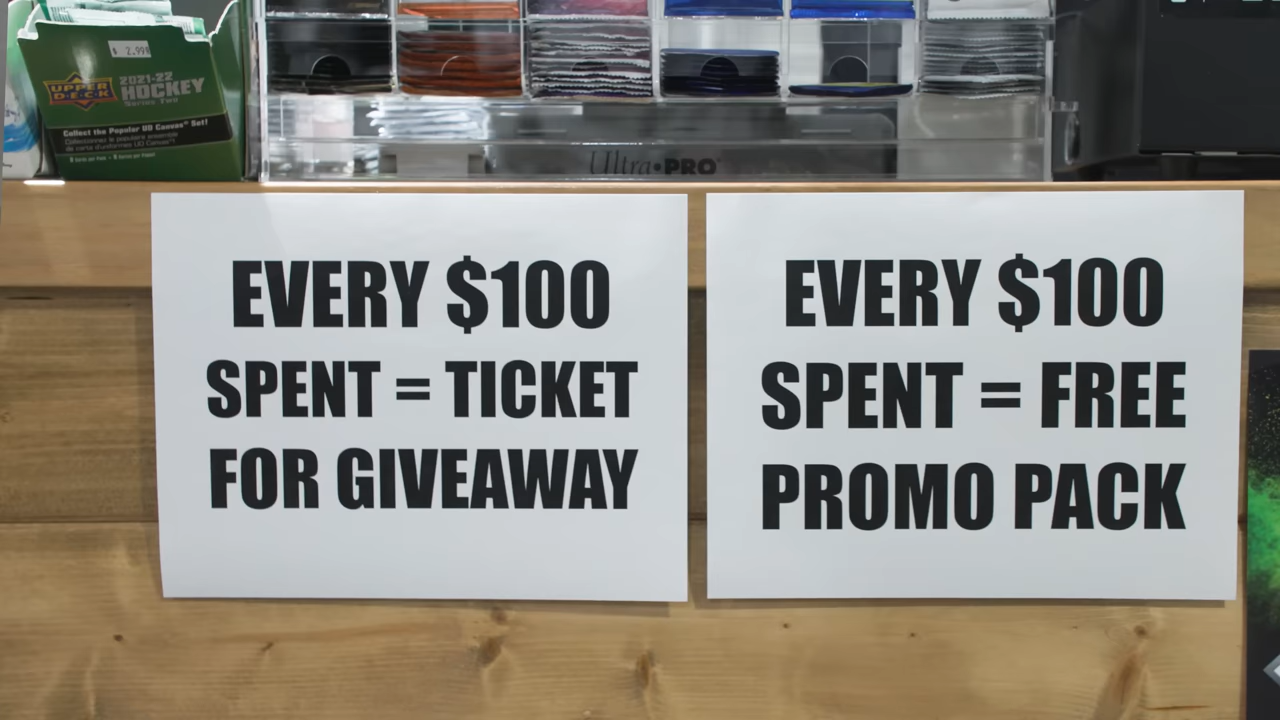 $ 2.99
UPPER
DECK
2021-22
HOCKEY
SERIES TWO
Collect the Popular UD Canvas™ Set!
Ultra•PRO
EVERY $100
SPENT = TICKET
FOR GIVEAWAY
EVERY $100
SPENT = FREE
PROMO PACK